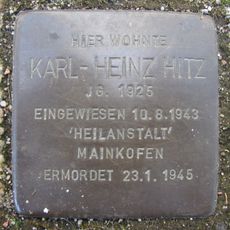 HIER WOHNTE
KARL-HEINZ HITZ
JG. 1925
EINGEWIESEN 10.8.1943
'HEILANSTALT'
MAINKOFEN
ERMORDET 23.1.1945